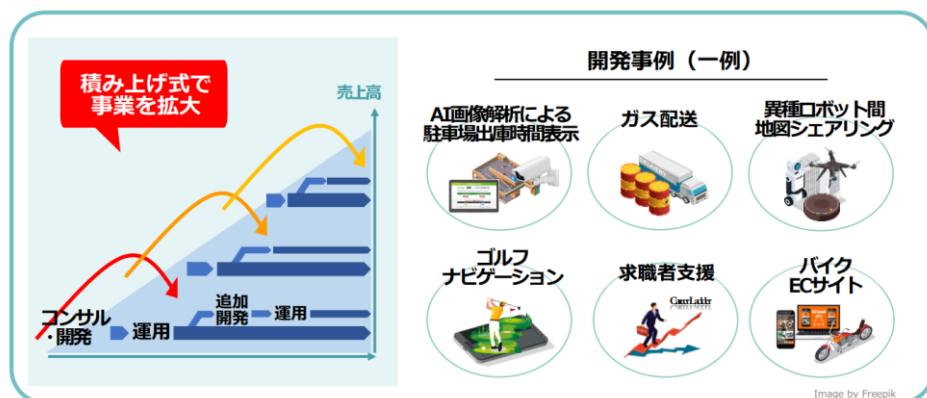 積み上げ式で
事業を拡大
売上高
コンサル
・開発
運用
追加
開発
運用
開発事例（一例）
AI画像解析による
駐車場出庫時間表示
ガス配送
異種ロボット間
地図シェアリング
ゴルフ
ナビゲーション
求職者支援
CareerLadder
バイク
ECサイト
Image by Freepik